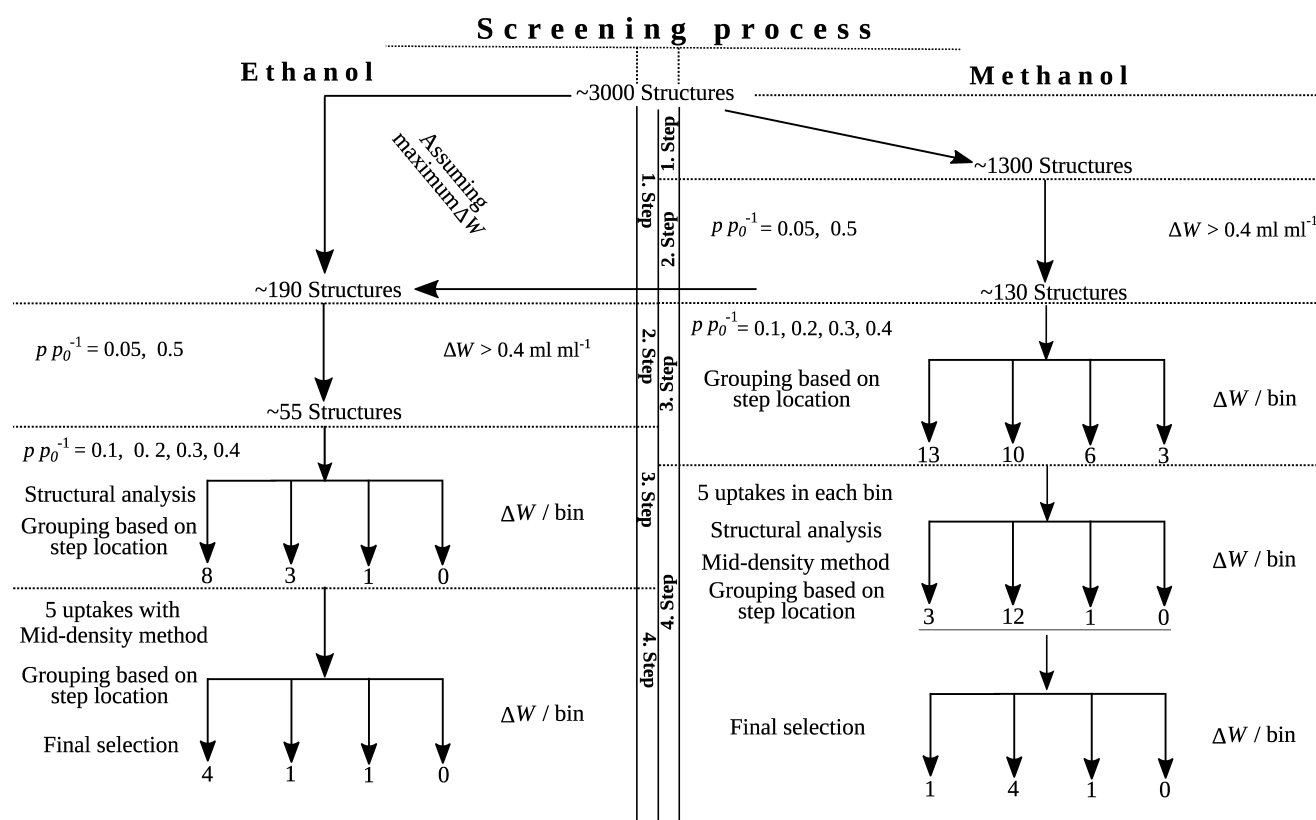 Screening process
Ethanol
Methanol
~3000 Structures
Assuming
maximum ΔW
1. Step
1. Step
~1300 Structures
2. Step
p p₀⁻¹ = 0.05, 0.5
ΔW > 0.4 ml ml⁻¹
~190 Structures
~130 Structures
p p₀⁻¹ = 0.05, 0.5
ΔW > 0.4 ml ml⁻¹
2. Step
3. Step
p p₀⁻¹ = 0.1, 0.2, 0.3, 0.4
Grouping based on
step location
ΔW / bin
~55 Structures
13 10 6 3
p p₀⁻¹ = 0.1, 0. 2, 0.3, 0.4
Structural analysis
Grouping based on
step location
ΔW / bin
8 3 1 0
3. Step
4. Step
5 uptakes in each bin
Structural analysis
Mid-density method
Grouping based on
step location
ΔW / bin
3 12 1 0
5 uptakes with
Mid-density method
Grouping based on
step location
Final selection
ΔW / bin
4 1 1 0
4. Step
Final selection
ΔW / bin
1 4 1 0